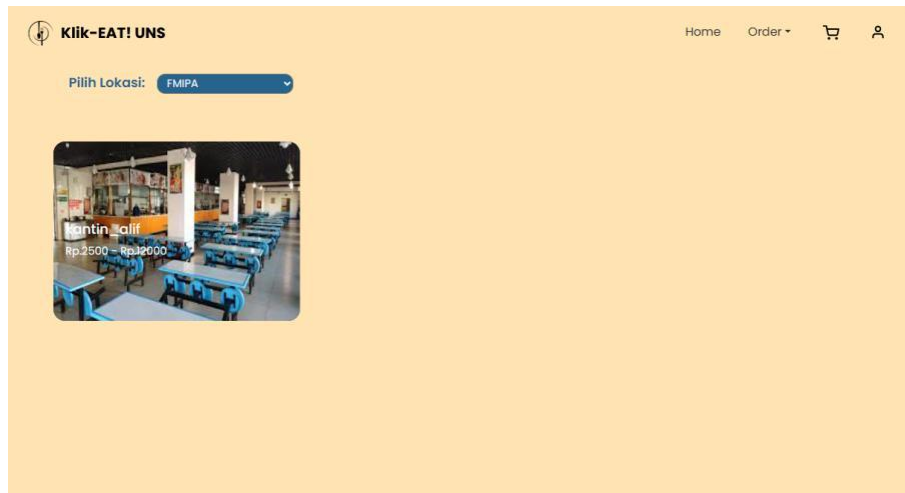 Klik-EAT! UNS
Home
Order
Pilih Lokasi:
FMIPA
kantin_alif
Rp.2500 - Rp.12000